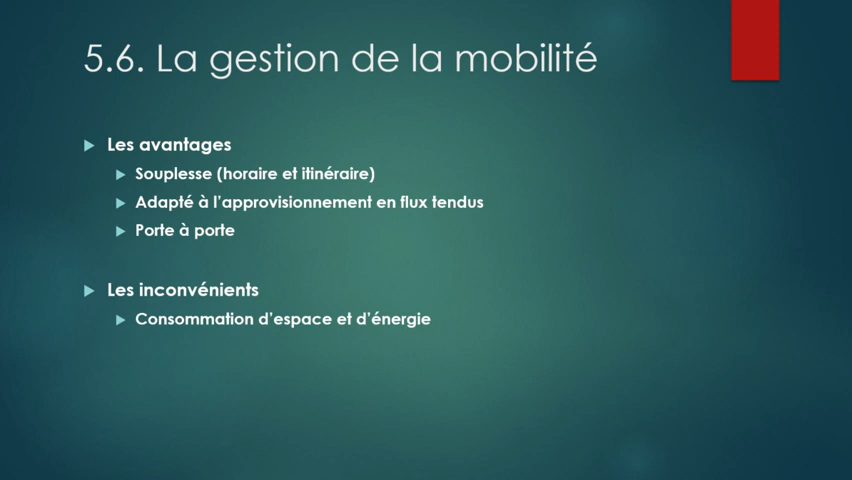 5.6. La gestion de la mobilité
Les avantages
Souplesse (horaire et itinéraire)
Adapté à l’approvisionnement en flux tendus
Porte à porte
Les inconvénients
Consommation d’espace et d’énergie